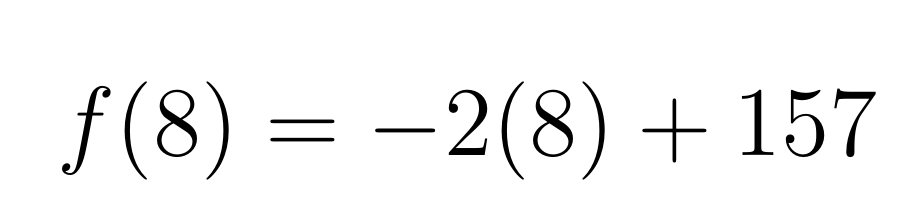 f(8) = −2(8) + 157